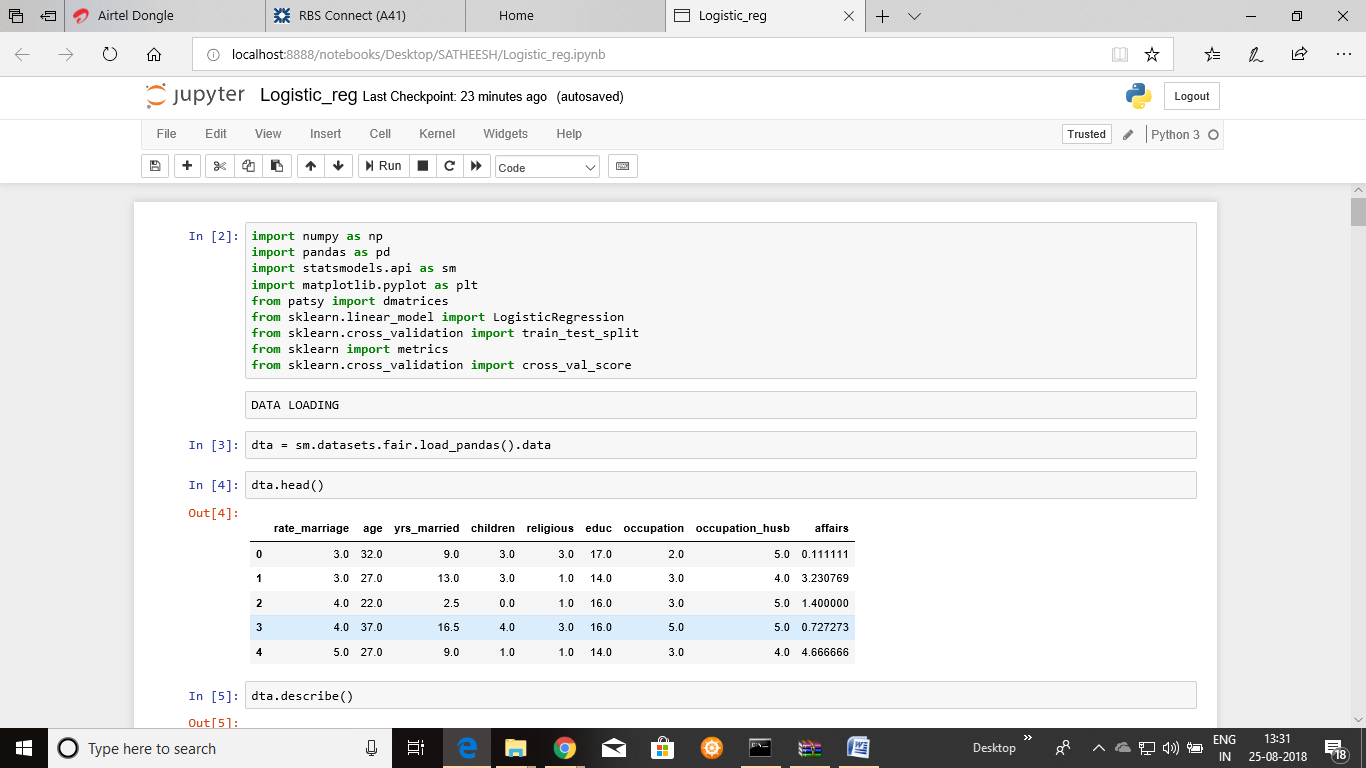 Airtel Dongle RBS Connect (A41) Home Logistic_reg
localhost:8888/notebooks/Desktop/SATHEESH/Logistic_reg.ipynb
jupyter Logistic_reg Last Checkpoint: 23 minutes ago (autosaved) Logout
File Edit View Insert Cell Kernel Widgets Help Trusted Python 3
Run Code
In [2]: import numpy as np
import pandas as pd
import statsmodels.api as sm
import matplotlib.pyplot as plt
from patsy import dmatrices
from sklearn.linear_model import LogisticRegression
from sklearn.cross_validation import train_test_split
from sklearn import metrics
from sklearn.cross_validation import cross_val_score
DATA LOADING
In [3]: dta = sm.datasets.fair.load_pandas().data
In [4]: dta.head()
Out[4]:
rate_marriage age yrs_married children religious educ occupation occupation_husb affairs
0 3.0 32.0 9.0 3.0 3.0 17.0 2.0 5.0 0.111111
1 3.0 27.0 13.0 3.0 1.0 14.0 3.0 4.0 3.230769
2 4.0 22.0 2.5 0.0 1.0 16.0 3.0 5.0 1.400000
3 4.0 37.0 16.5 4.0 3.0 16.0 5.0 5.0 0.727273
4 5.0 27.0 9.0 1.0 1.0 14.0 3.0 4.0 4.666666
In [5]: dta.describe()
Out[5]:
Type here to search Desktop ENG 13:31
IN 25-08-2018 18